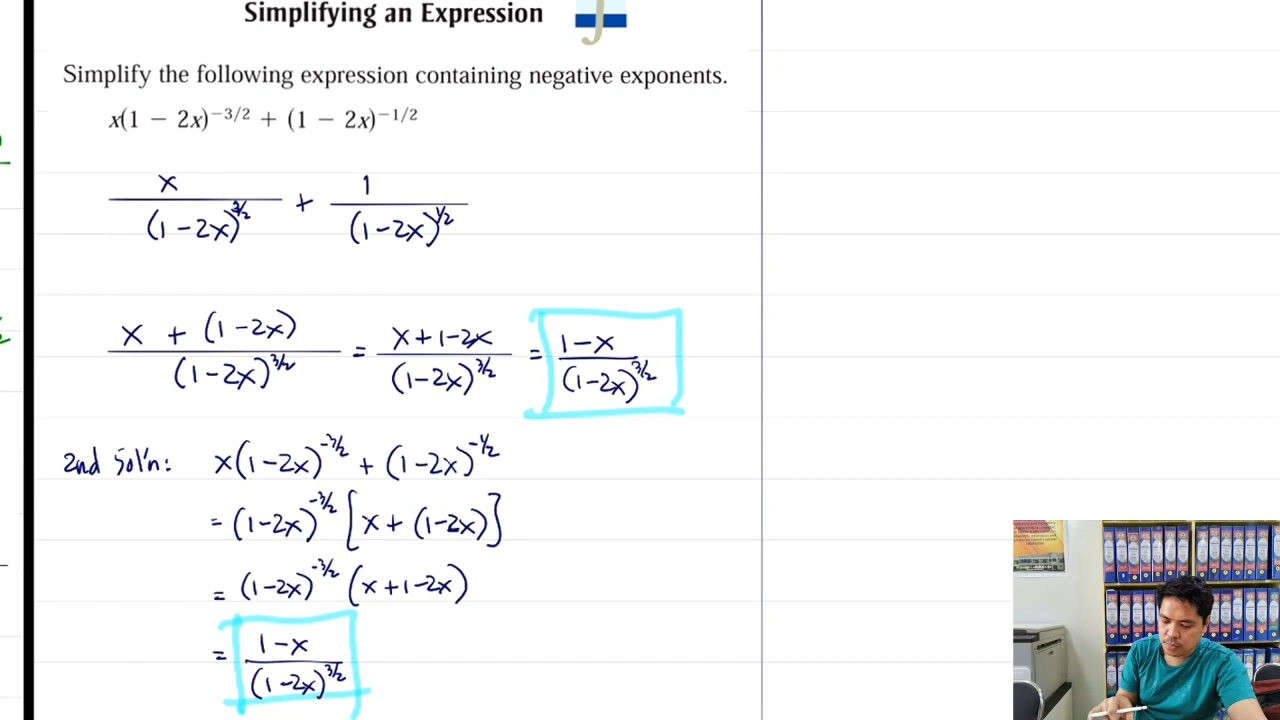 Simplifying an Expression
Simplify the following expression containing negative exponents.
x(1 − 2x)^{−3/2} + (1 − 2x)^{−1/2}
x/(1-2x)^{3/2} + 1/(1-2x)^{1/2}
x + (1-2x)/(1-2x)^{3/2} = x+1-2x/(1-2x)^{3/2} = 1-x/(1-2x)^{3/2}
2nd Sol'n: x(1-2x)^{-3/2} + (1-2x)^{-1/2}
= (1-2x)^{-3/2} [x + (1-2x)]
= (1-2x)^{-3/2} (x+1-2x)
= 1-x/(1-2x)^{3/2}